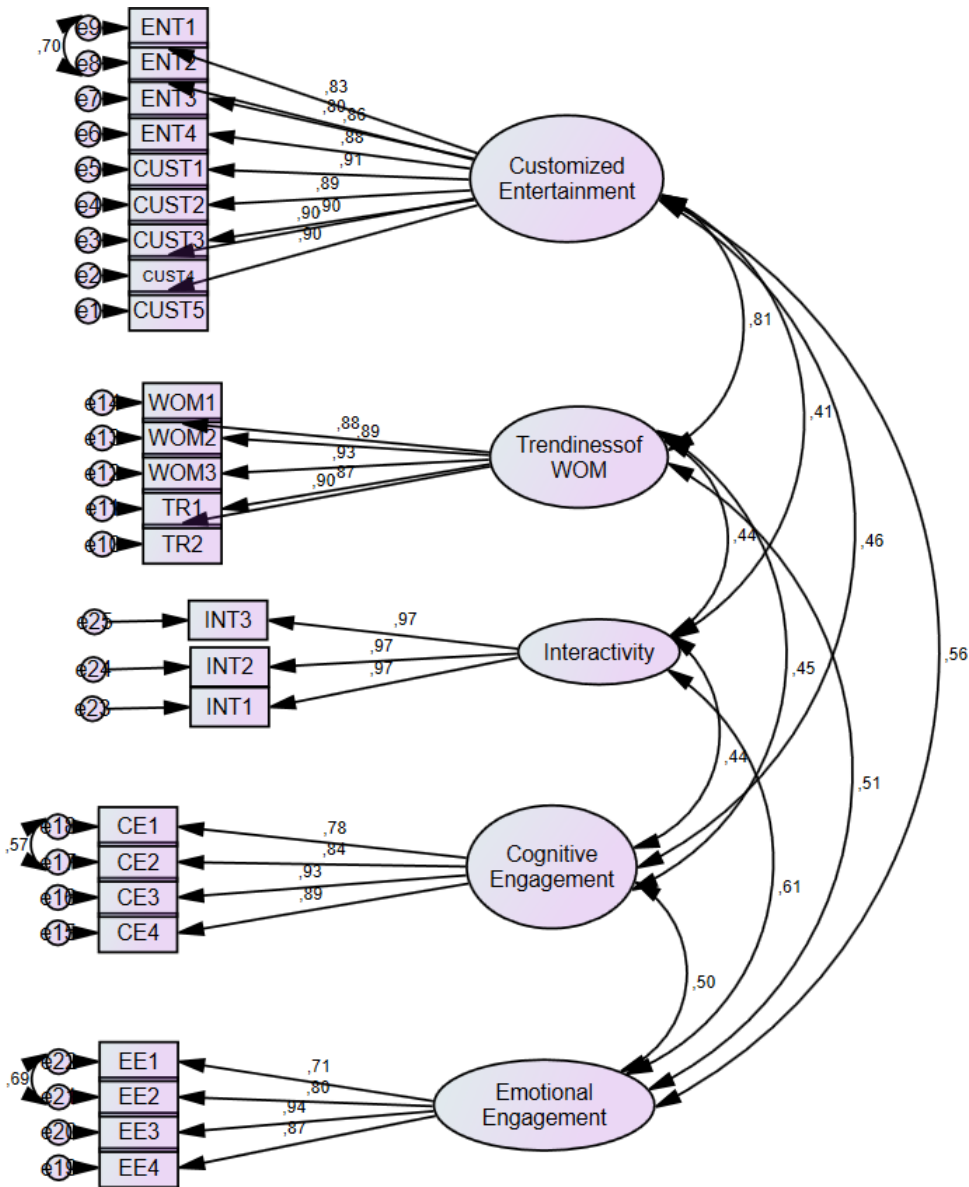 e9 ENT1
,70
e8 ENT2
e7 ENT3
e6 ENT4
e5 CUST1
e4 CUST2
e3 CUST3
e2 CUST4
e1 CUST5
,83
,80
,86
,88
,91
,89
,90
,90
,90
Customized
Entertainment
,81
,41
e14 WOM1
e13 WOM2
e12 WOM3
e11 TR1
e10 TR2
,88
,89
,93
,87
,90
Trendinessof
WOM
,44
,46
e25 INT3
e24 INT2
e23 INT1
,97
,97
,97
Interactivity
,45
,56
,44
,51
e18 CE1
,57
e17 CE2
e16 CE3
e15 CE4
,78
,84
,93
,89
Cognitive
Engagement
,61
,50
e22 EE1
,69
e21 EE2
e20 EE3
e19 EE4
,71
,80
,94
,87
Emotional
Engagement